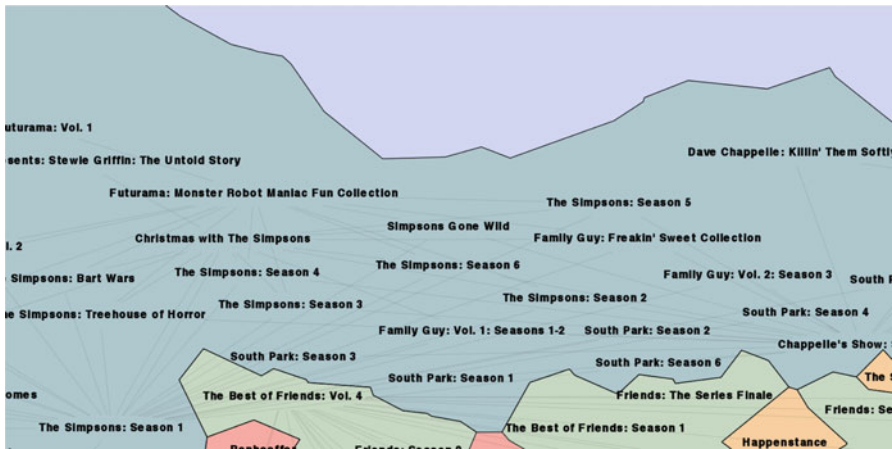 uturama: Vol. 1
sents: Stewie Griffin: The Untold Story
Dave Chappelle: Killin' Them Softly
Futurama: Monster Robot Maniac Fun Collection
The Simpsons: Season 5
Simpsons Gone Wild
Christmas with The Simpsons
Family Guy: Freakin' Sweet Collection
l. 2
The Simpsons: Season 6
Simpsons: Bart Wars
The Simpsons: Season 4
Family Guy: Vol. 2: Season 3
South P
The Simpsons: Season 2
The Simpsons: Season 3
he Simpsons: Treehouse of Horror
South Park: Season 4
Family Guy: Vol. 1: Seasons 1-2
South Park: Season 2
Chappelle's Show:
South Park: Season 3
South Park: Season 6
South Park: Season 1
The S
omes
The Best of Friends: Vol. 4
Friends: The Series Finale
Friends: Se
The Simpsons: Season 1
The Best of Friends: Season 1
Happenstance